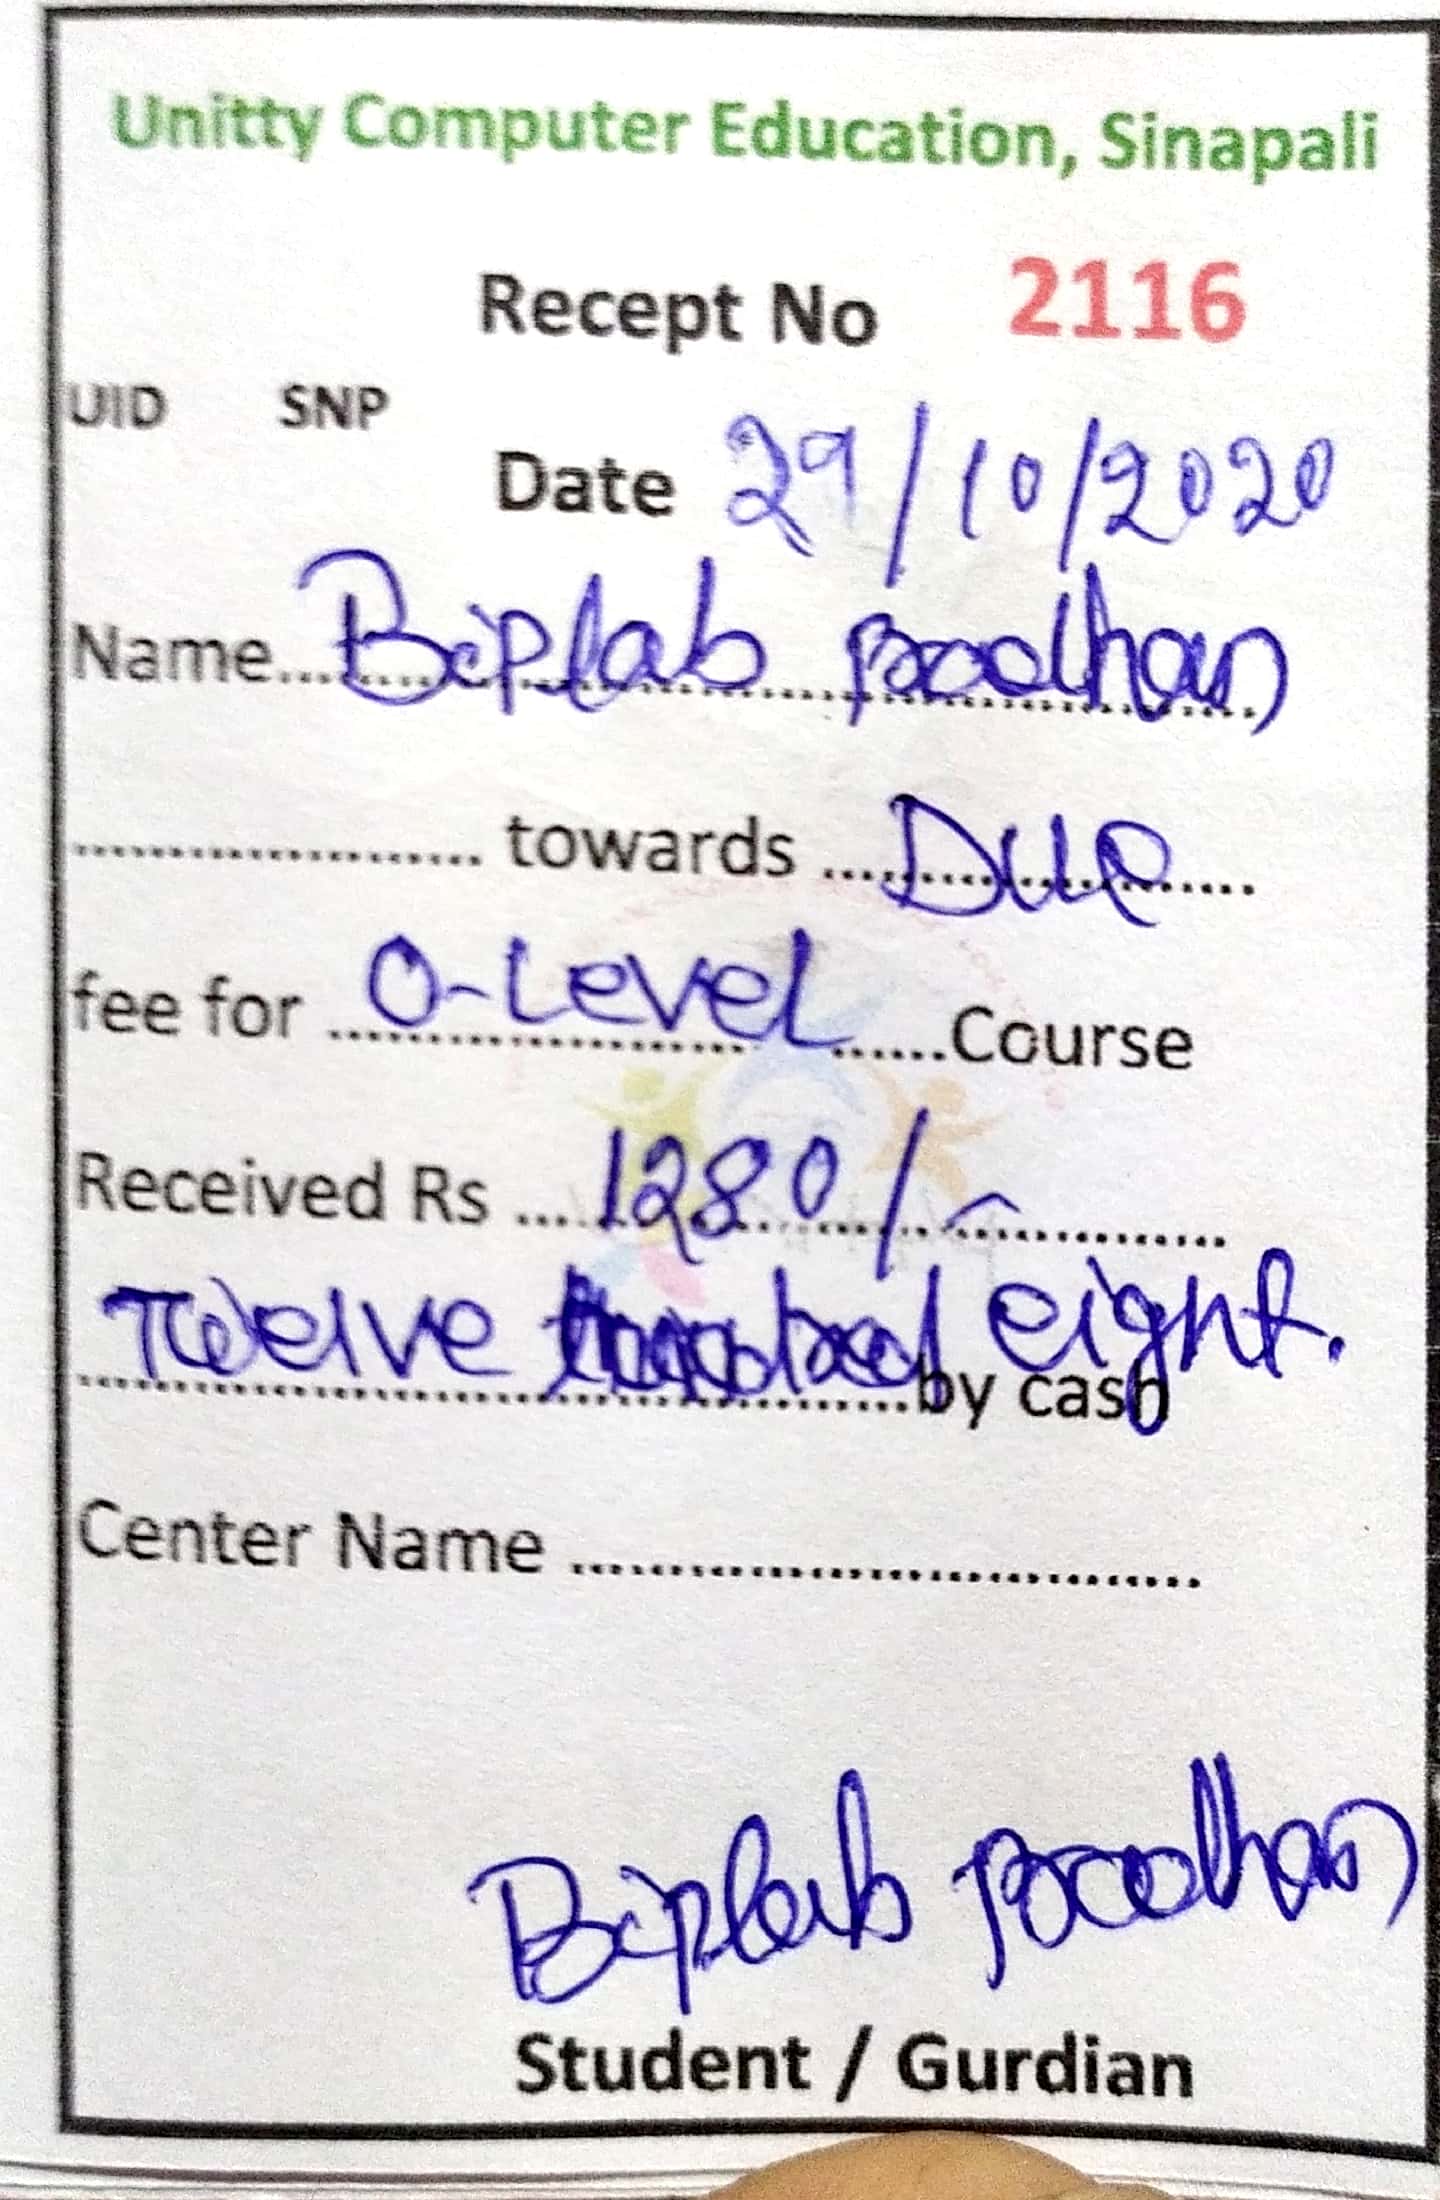 Unitty Computer Education, Sinapali
Recept No 2116
UID SNP
Date 29/10/2020
Name....Biplab pradhan
.................... towards ....Due....
fee for ....O-Level......Course
Received Rs ....1280/-....
Twelve hundred eight.
....................by cash
Center Name ....................
Biplab pradhan
Student / Gurdian